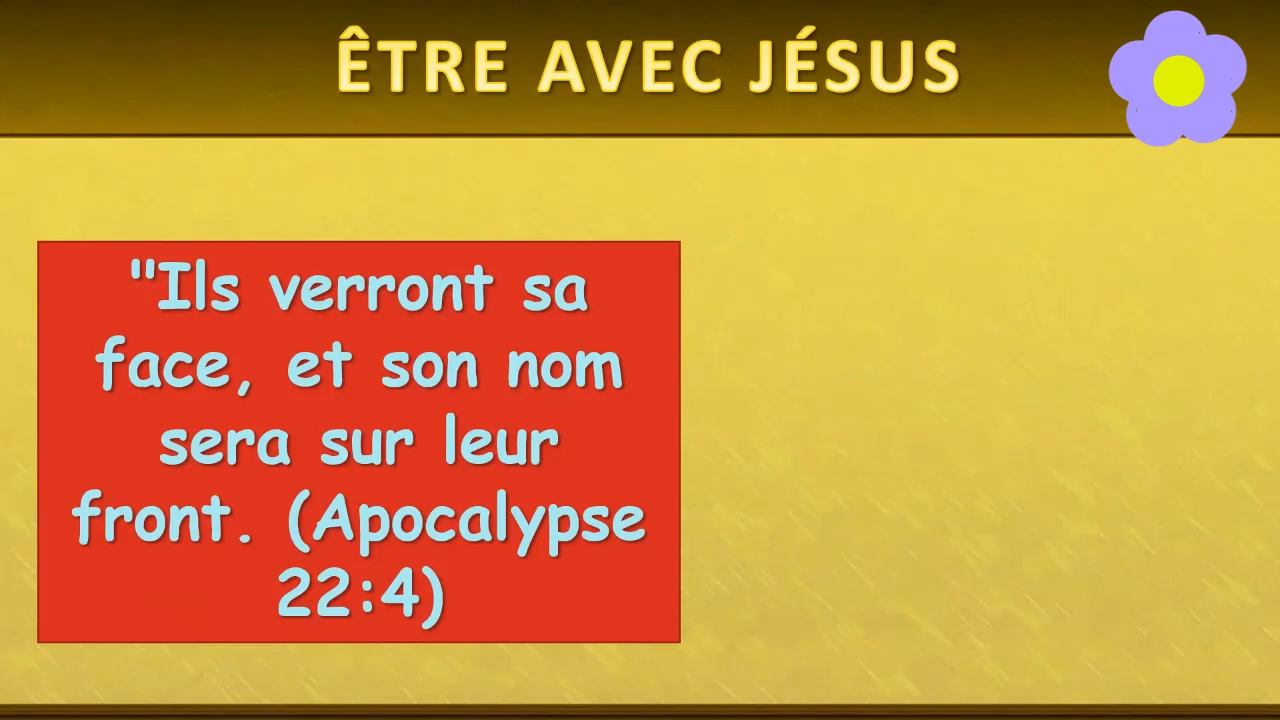 ÊTRE AVEC JÉSUS
"Ils verront sa
face, et son nom
sera sur leur
front. (Apocalypse
22:4)